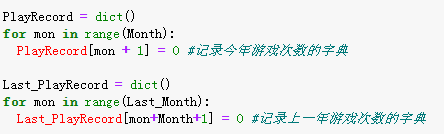 PlayRecord = dict()
for mon in range(Month):
  PlayRecord[mon + 1] = 0 #记录今年游戏次数的字典

Last_PlayRecord = dict()
for mon in range(Last_Month):
  Last_PlayRecord[mon+Month+1] = 0 #记录上一年游戏次数的字典